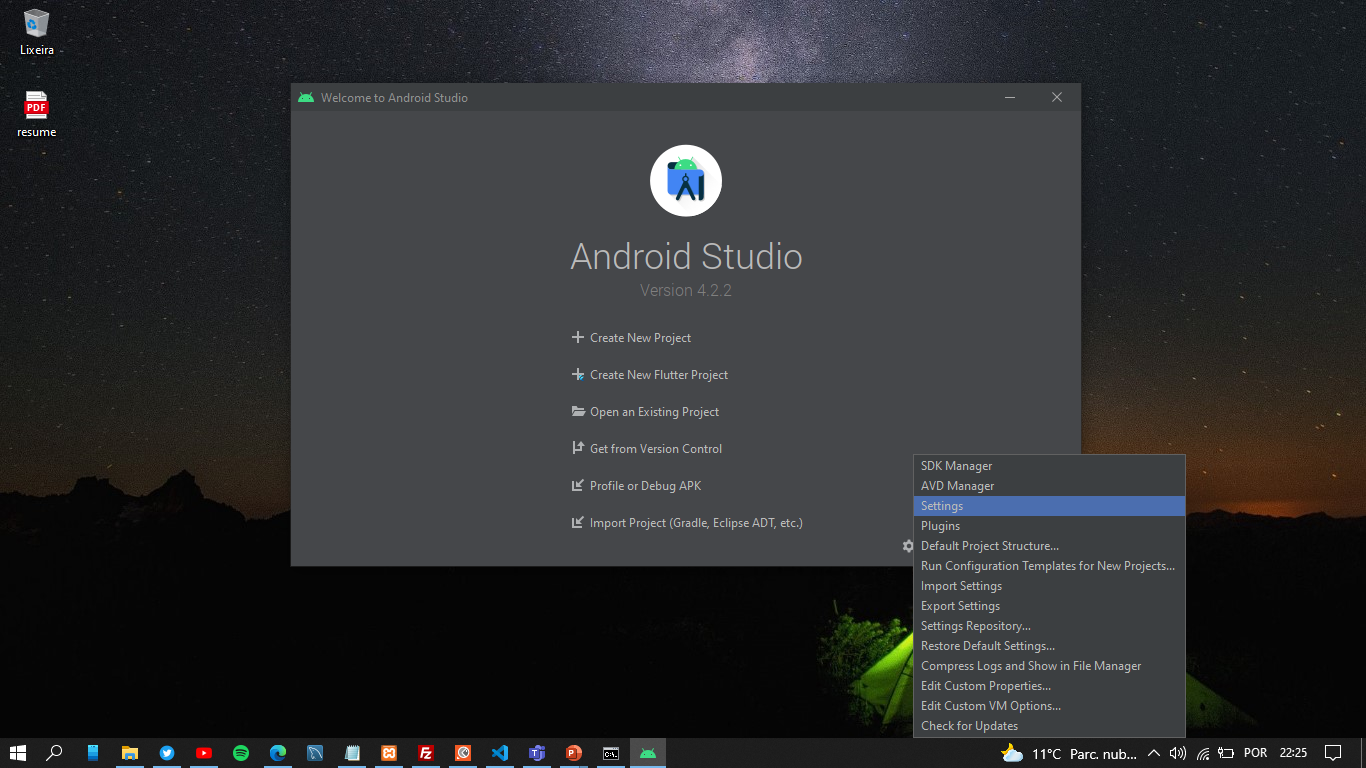 Lixeira
PDF
resume
Welcome to Android Studio
Android Studio
Version 4.2.2
Create New Project
Create New Flutter Project
Open an Existing Project
Get from Version Control
Profile or Debug APK
Import Project (Gradle, Eclipse ADT, etc.)
SDK Manager
AVD Manager
Settings
Plugins
Default Project Structure...
Run Configuration Templates for New Projects...
Import Settings
Export Settings
Settings Repository...
Restore Default Settings...
Compress Logs and Show in File Manager
Edit Custom Properties...
Edit Custom VM Options...
Check for Updates
11°C Parc. nub... POR 22:25